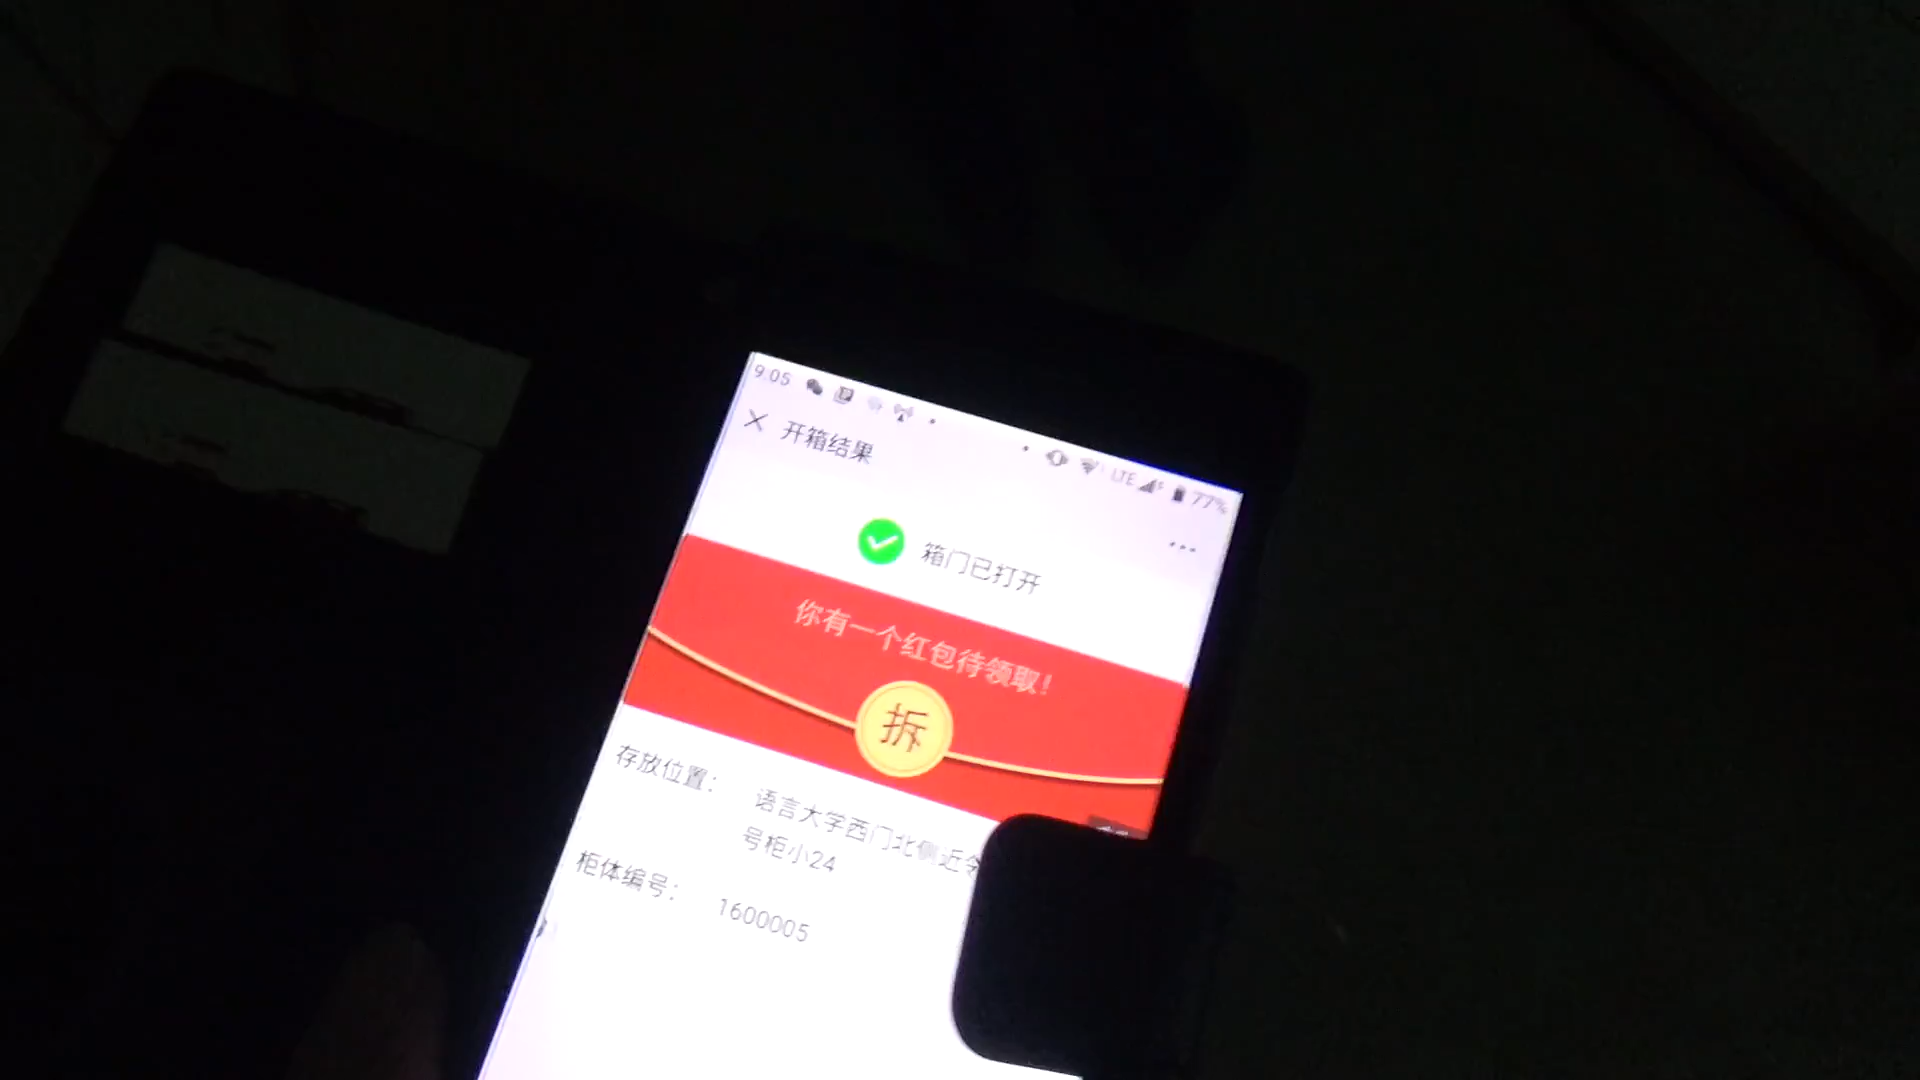 9:05
LTE 77%
开箱结果
箱门已打开
你有一个红包待领取!
拆
存放位置:
语言大学西门北侧近
号柜小24
柜体编号:
1600005